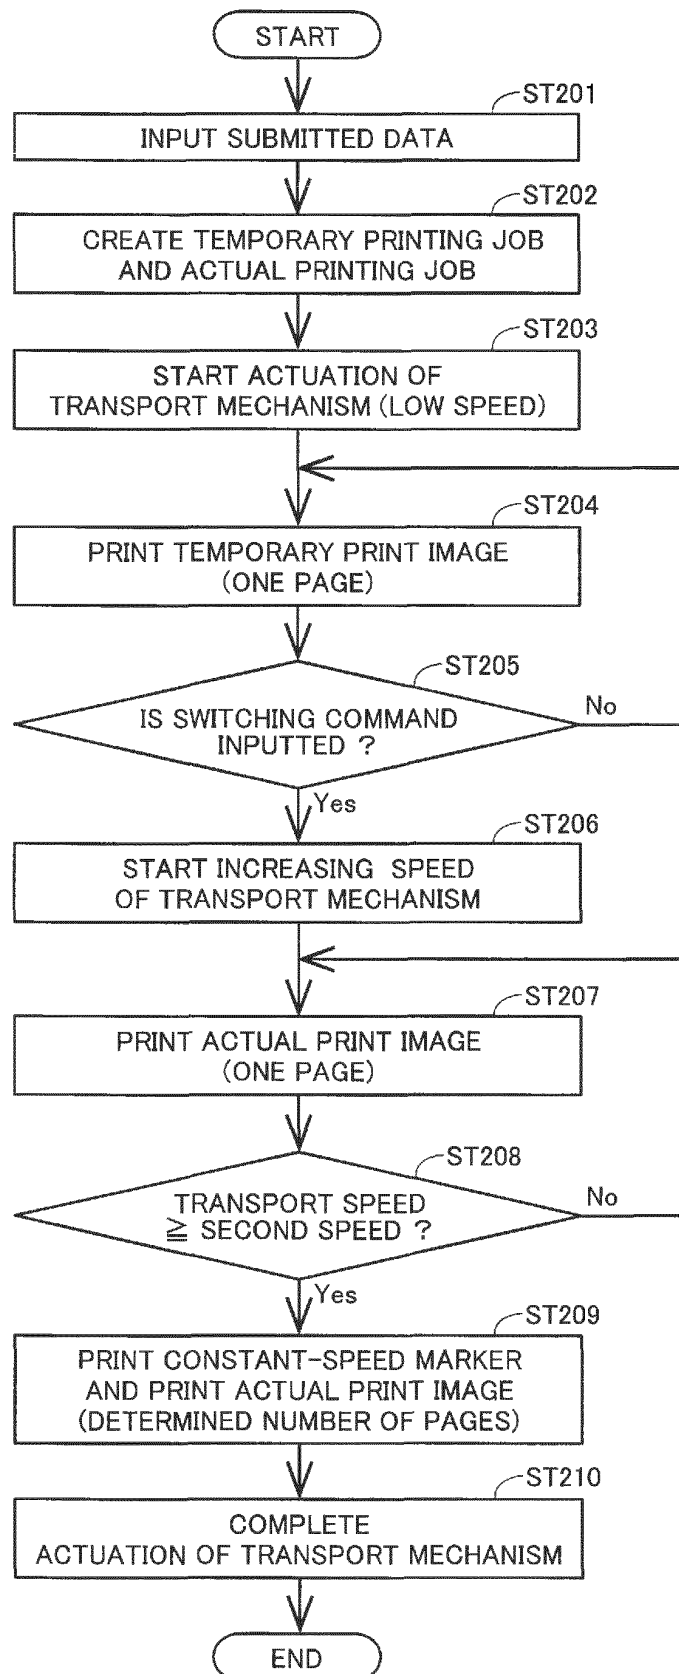 START
ST201
INPUT SUBMITTED DATA
ST202
CREATE TEMPORARY PRINTING JOB
AND ACTUAL PRINTING JOB
ST203
START ACTUATION OF
TRANSPORT MECHANISM (LOW SPEED)
ST204
PRINT TEMPORARY PRINT IMAGE
(ONE PAGE)
ST205
IS SWITCHING COMMAND
INPUTTED ?
No
Yes
ST206
START INCREASING SPEED
OF TRANSPORT MECHANISM
ST207
PRINT ACTUAL PRINT IMAGE
(ONE PAGE)
ST208
TRANSPORT SPEED
≧ SECOND SPEED ?
No
Yes
ST209
PRINT CONSTANT-SPEED MARKER
AND PRINT ACTUAL PRINT IMAGE
(DETERMINED NUMBER OF PAGES)
ST210
COMPLETE
ACTUATION OF TRANSPORT MECHANISM
END